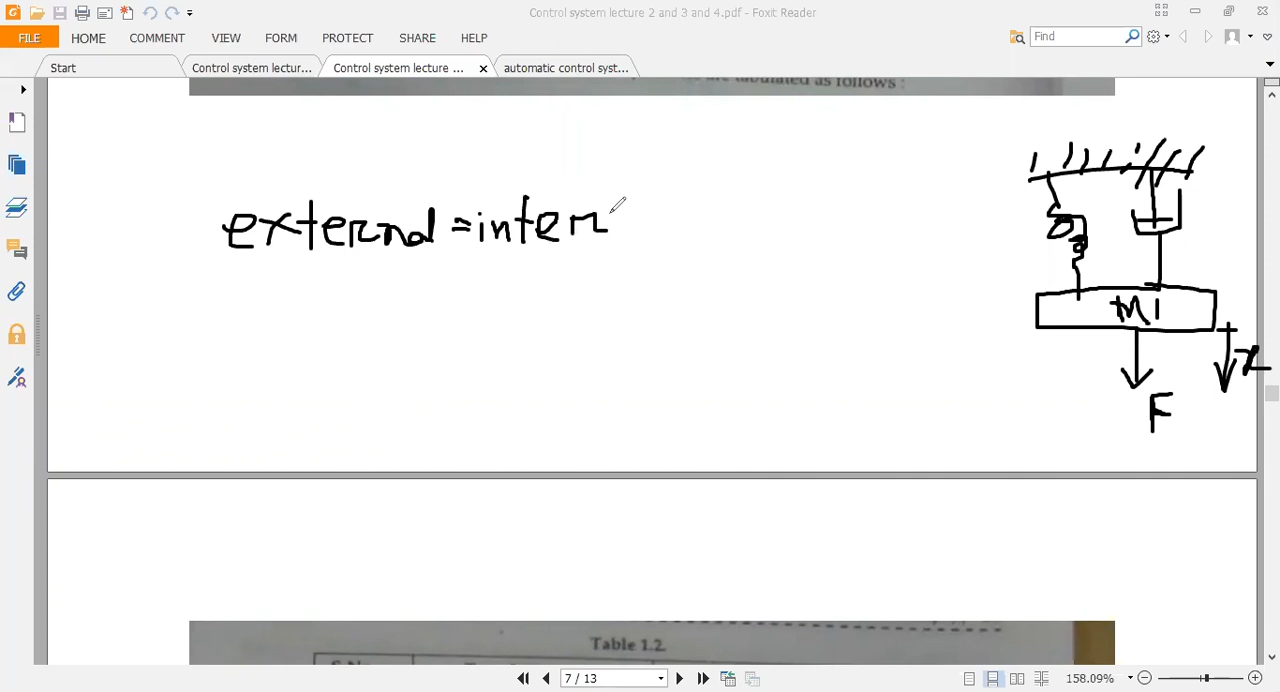 Control system lecture 2 and 3 and 4.pdf - Foxit Reader
FILE HOME COMMENT VIEW FORM PROTECT SHARE HELP
Find
Start
Control system lectur...
Control system lecture ...
automatic control syst...
are tabulated as follows :
external = inter
M1
x
F
Table 1.2.
7 / 13
158.09%